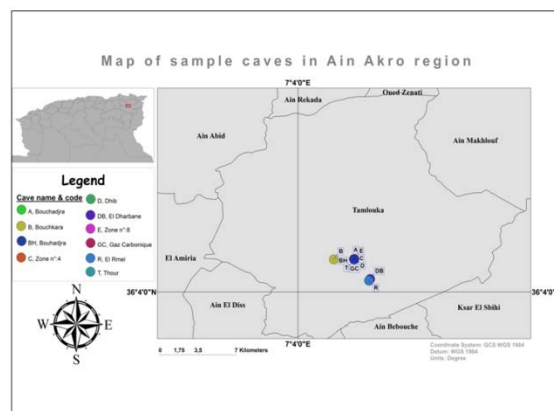 Map of sample caves in Ain Akro region
7°4'0"E
Ain Rekada
Oued Zenati
Ain Abid
Ain Makhlouf
Tamlouka
El Amiria
Ain El Diss
Ain Bebouche
Ksar El Sbihi
B
A E
BH
C
D
T GC
DB
R
36°4'0"N
36°4'0"N
7°4'0"E
Legend
Cave name & code
A, Bouchadjra
B, Bouchkara
BH, Bouhadjra
C, Zone n°:4
D, Dhib
DB, El Dharbane
E, Zone n°:8
GC, Gaz Carbonique
R, El Rmel
T, Thour
N
W E
S
0 1,75 3,5 7 Kilometers
Coordinate System: GCS WGS 1984
Datum: WGS 1984
Units: Degree